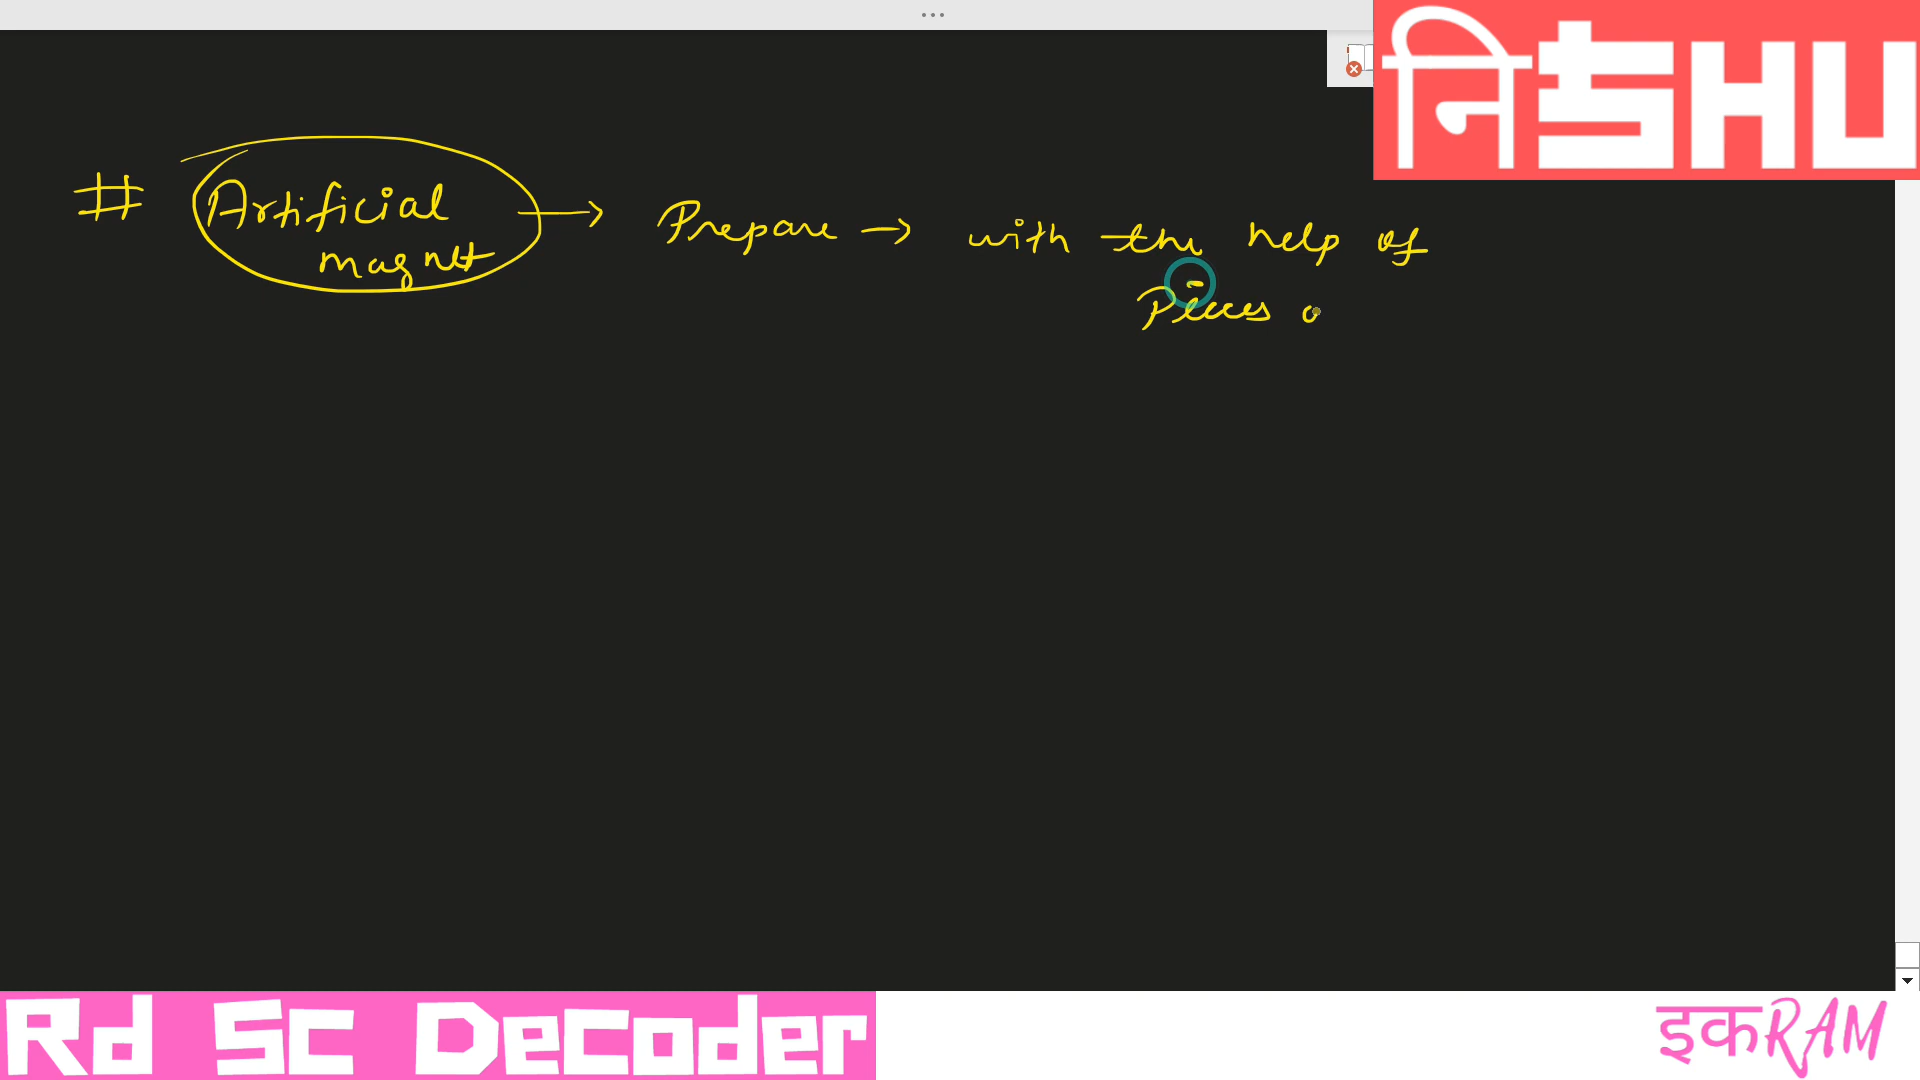 निSHU
# Artificial magnet → Prepare → with the help of
Pieces o
Rd Sc Decoder
इकRAM